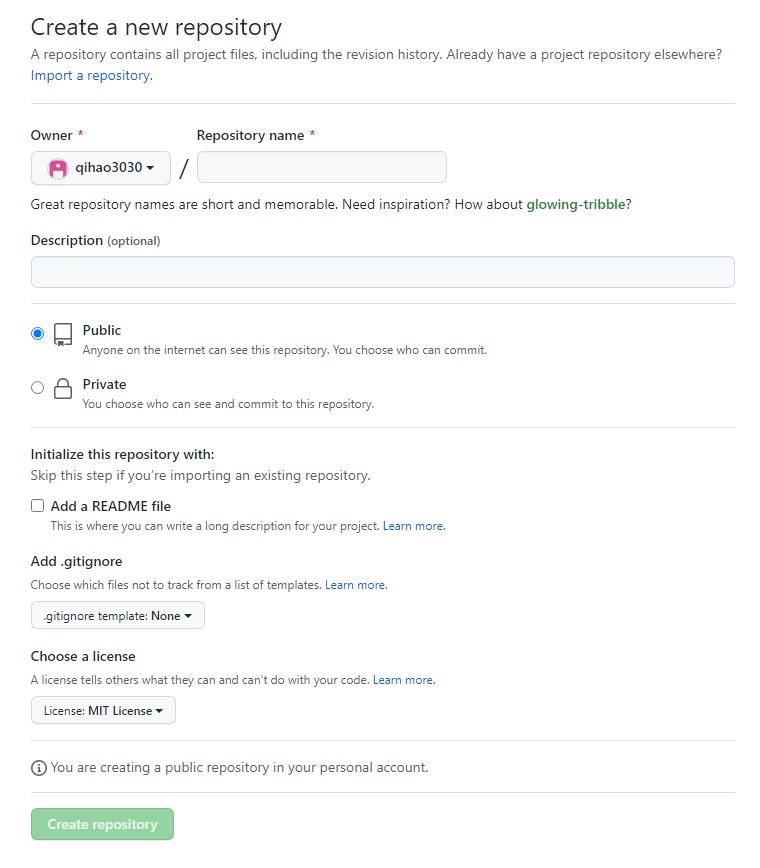 Create a new repository
A repository contains all project files, including the revision history. Already have a project repository elsewhere?
Import a repository.
Owner * Repository name *
qihao3030 /
Great repository names are short and memorable. Need inspiration? How about glowing-tribble?
Description (optional)
Public
Anyone on the internet can see this repository. You choose who can commit.
Private
You choose who can see and commit to this repository.
Initialize this repository with:
Skip this step if you're importing an existing repository.
Add a README file
This is where you can write a long description for your project. Learn more.
Add .gitignore
Choose which files not to track from a list of templates. Learn more.
.gitignore template: None
Choose a license
A license tells others what they can and can't do with your code. Learn more.
License: MIT License
You are creating a public repository in your personal account.
Create repository